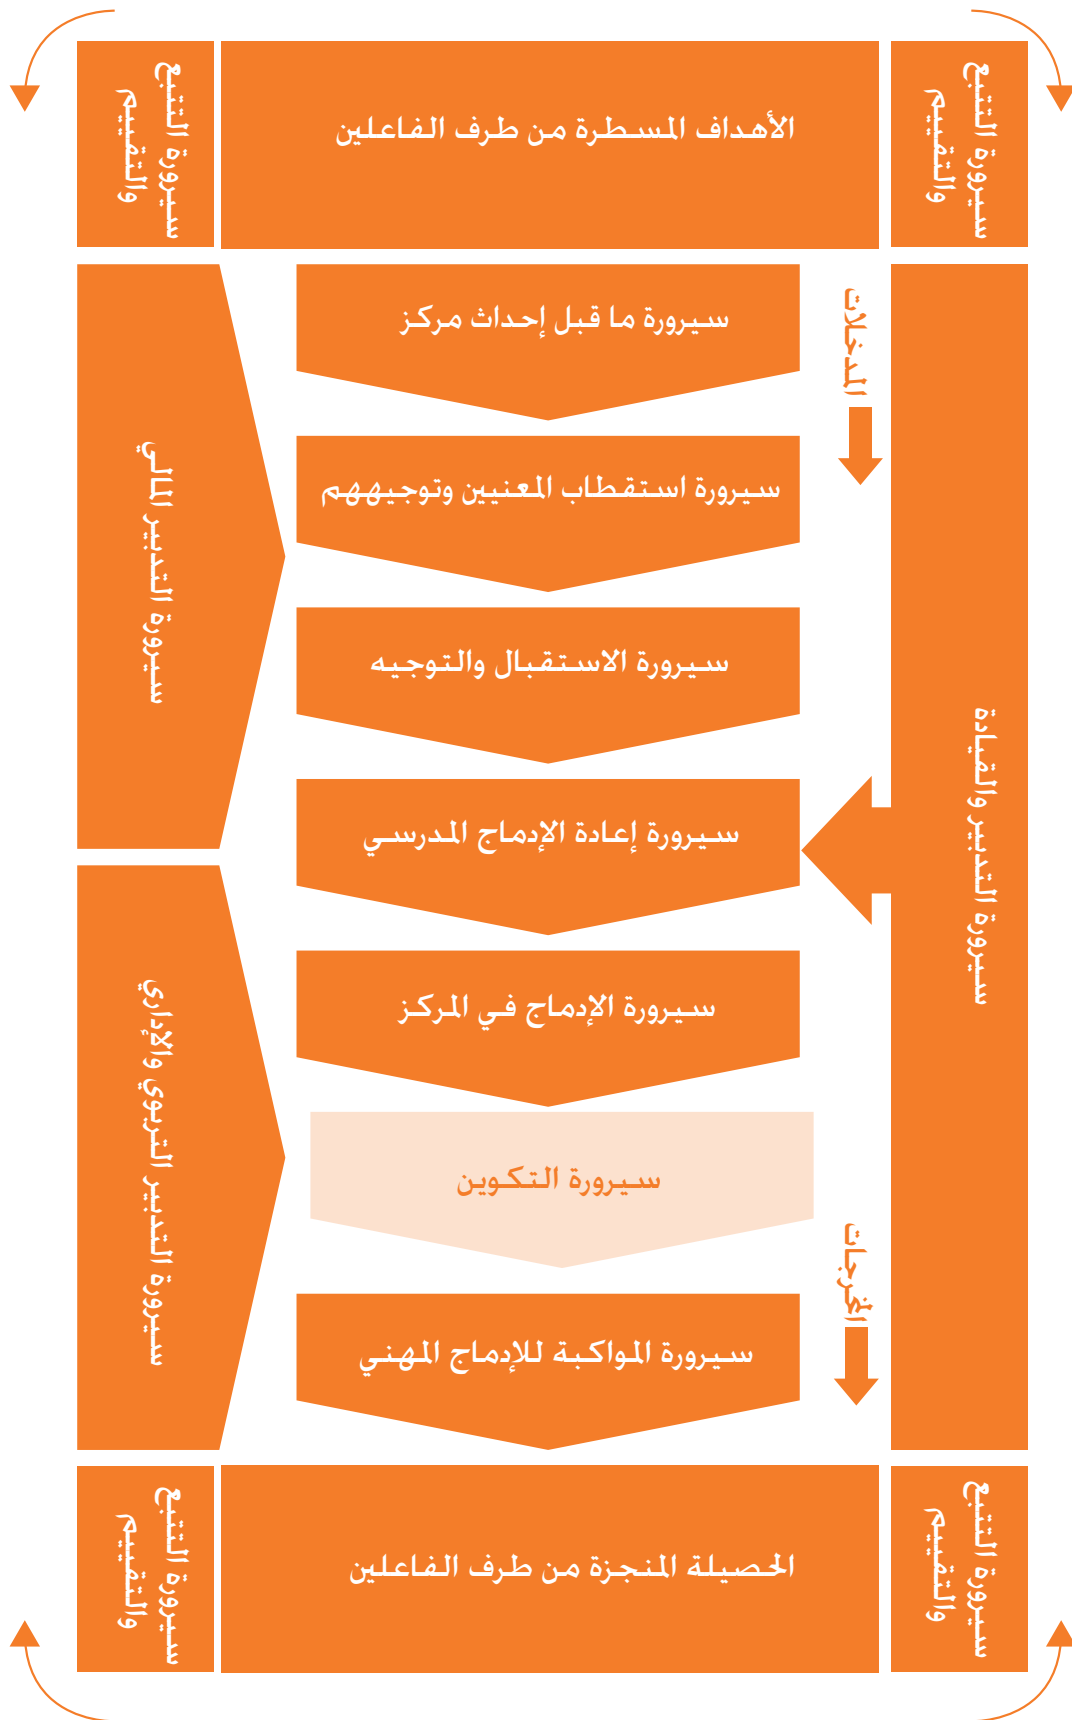 سيرورة التتبع
والتقييم
الأهداف المسطرة من طرف الفاعلين
سيرورة التتبع
والتقييم
المدخلات
سيرورة ما قبل إحداث مركز
سيرورة استقطاب المعنيين وتوجيههم
سيرورة الاستقبال والتوجيه
سيرورة إعادة الإدماج المدرسي
سيرورة الإدماج في المركز
سيرورة التكوين
سيرورة المواكبة للإدماج المهني
المخرجات
سيرورة التدبير والقيادة
سيرورة التدبير المالي
سيرورة التدبير التربوي والإداري
سيرورة التتبع
والتقييم
الحصيلة المنجزة من طرف الفاعلين
سيرورة التتبع
والتقييم